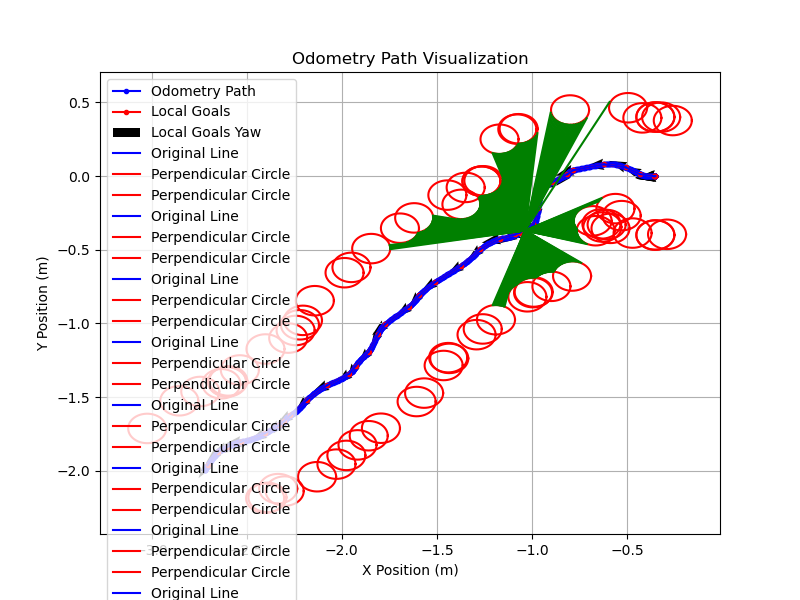 Odometry Path Visualization
Y Position (m)
0.5
0.0
−0.5
−1.0
−1.5
−2.0
Odometry Path
Local Goals
Local Goals Yaw
Original Line
Perpendicular Circle
Perpendicular Circle
Original Line
Perpendicular Circle
Perpendicular Circle
Original Line
Perpendicular Circle
Perpendicular Circle
Original Line
Perpendicular Circle
Perpendicular Circle
Original Line
Perpendicular Circle
Perpendicular Circle
Original Line
Perpendicular Circle
Perpendicular Circle
Original Line
Perpendicular Circle
Perpendicular Circle
Original Line
−2.0 −1.5 −1.0 −0.5
X Position (m)